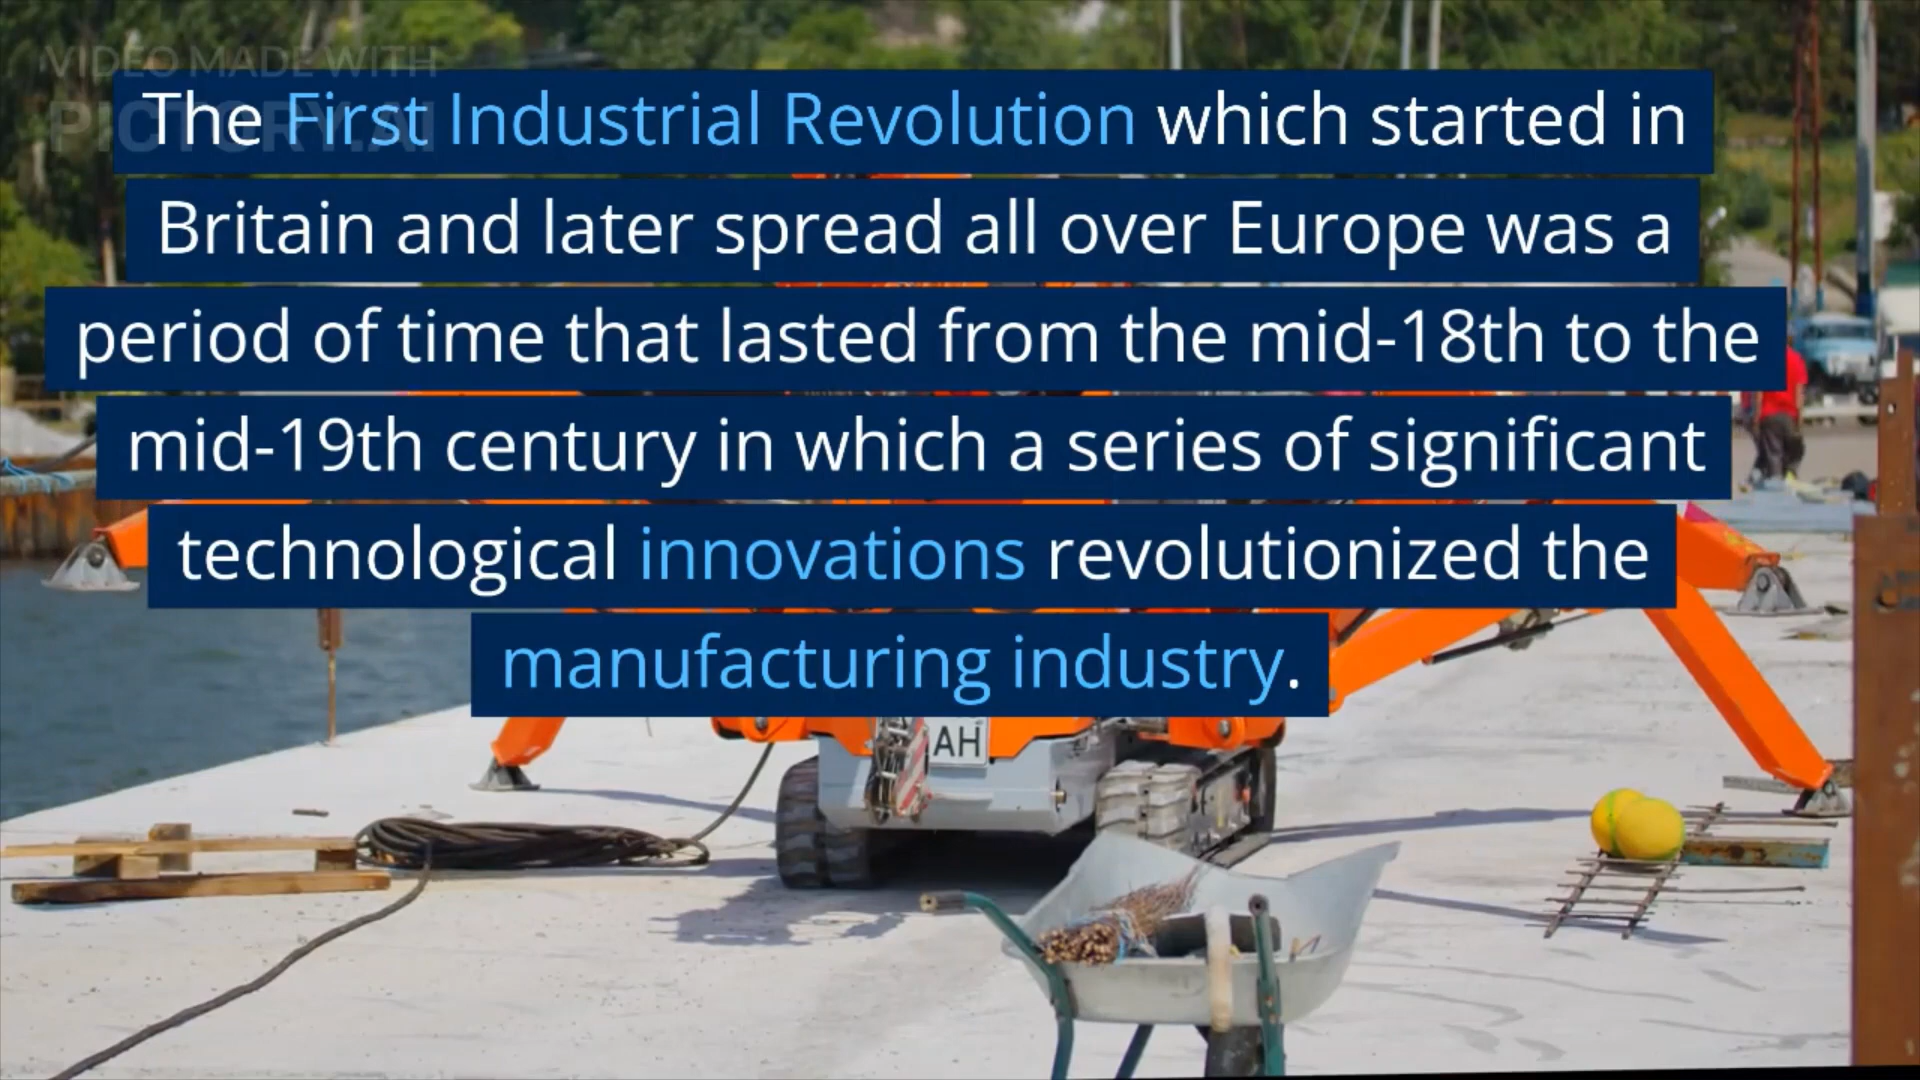 VIDEO MADE WITH
PICTORY.AI
The First Industrial Revolution which started in
Britain and later spread all over Europe was a
period of time that lasted from the mid-18th to the
mid-19th century in which a series of significant
technological innovations revolutionized the
manufacturing industry.
AH